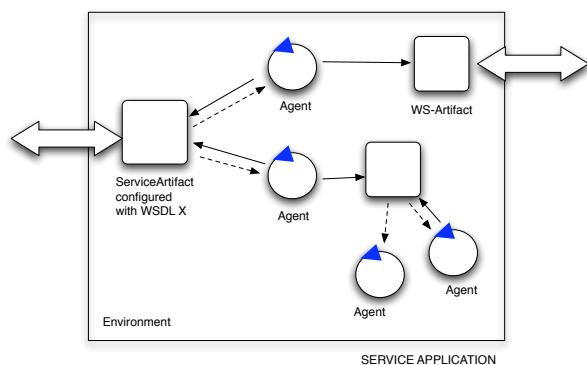 Agent
WS-Artifact
ServiceArtifact
configured
with WSDL X
Agent
Agent
Agent
Environment
SERVICE APPLICATION